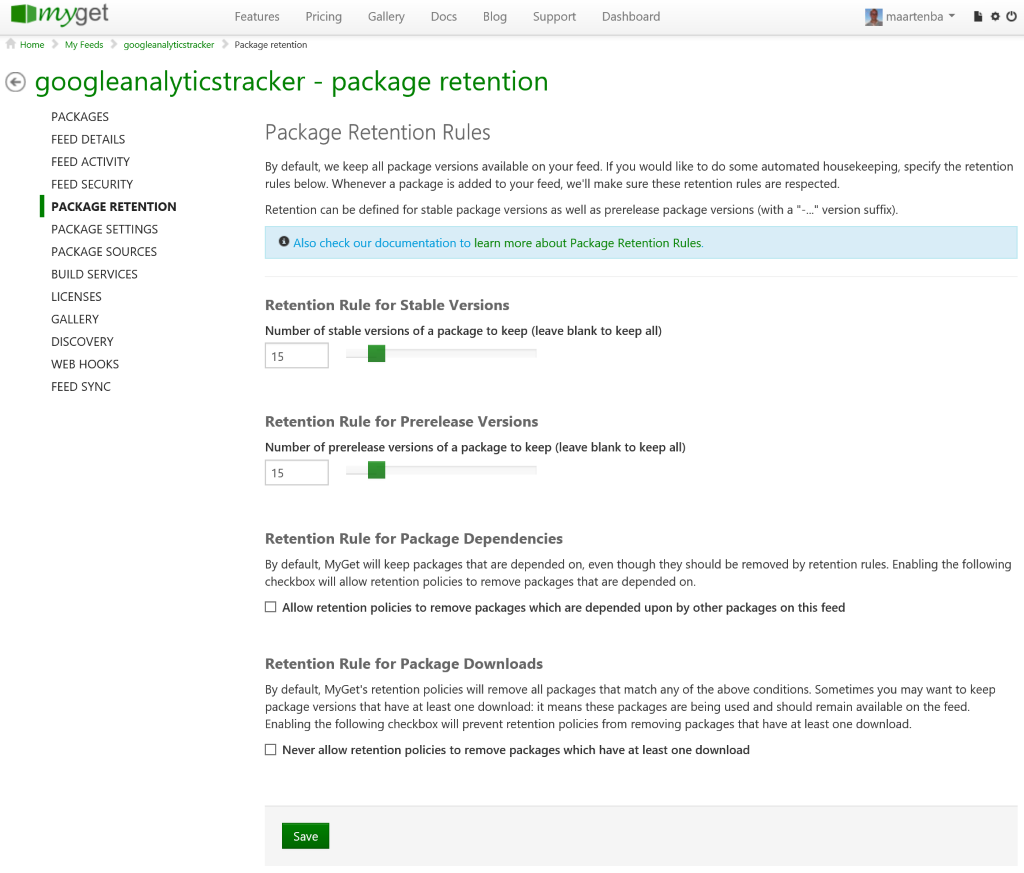 myget
Features Pricing Gallery Docs Blog Support Dashboard
maartenba
Home My Feeds googleanalyticstracker Package retention
googleanalyticstracker - package retention
PACKAGES
FEED DETAILS
FEED ACTIVITY
FEED SECURITY
PACKAGE RETENTION
PACKAGE SETTINGS
PACKAGE SOURCES
BUILD SERVICES
LICENSES
GALLERY
DISCOVERY
WEB HOOKS
FEED SYNC
Package Retention Rules
By default, we keep all package versions available on your feed. If you would like to do some automated housekeeping, specify the retention
rules below. Whenever a package is added to your feed, we'll make sure these retention rules are respected.
Retention can be defined for stable package versions as well as prerelease package versions (with a "-..." version suffix).
Also check our documentation to learn more about Package Retention Rules.
Retention Rule for Stable Versions
Number of stable versions of a package to keep (leave blank to keep all)
15
Retention Rule for Prerelease Versions
Number of prerelease versions of a package to keep (leave blank to keep all)
15
Retention Rule for Package Dependencies
By default, MyGet will keep packages that are depended on, even though they should be removed by retention rules. Enabling the following
checkbox will allow retention policies to remove packages that are depended on.
Allow retention policies to remove packages which are depended upon by other packages on this feed
Retention Rule for Package Downloads
By default, MyGet's retention policies will remove all packages that match any of the above conditions. Sometimes you may want to keep
package versions that have at least one download: it means these packages are being used and should remain available on the feed.
Enabling the following checkbox will prevent retention policies from removing packages that have at least one download.
Never allow retention policies to remove packages which have at least one download
Save